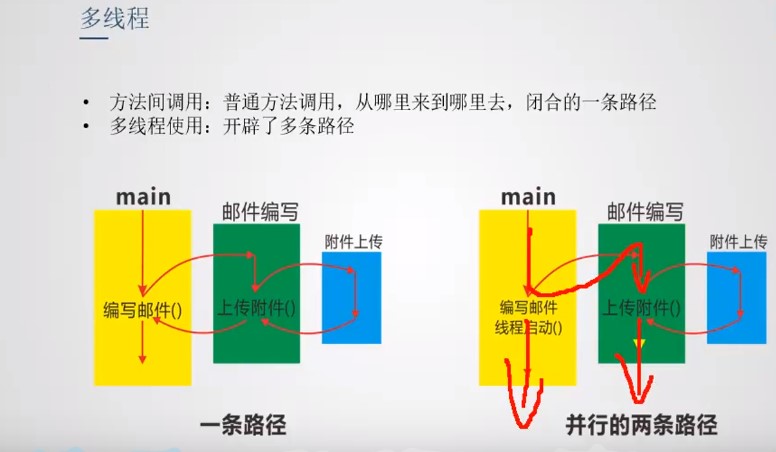 多线程
• 方法间调用：普通方法调用，从哪里来到哪里去，闭合的一条路径
• 多线程使用：开辟了多条路径
main
邮件编写
附件上传
编写邮件()
上传附件()
一条路径
main
邮件编写
附件上传
编写邮件
线程启动()
上传附件()
并行的两条路径